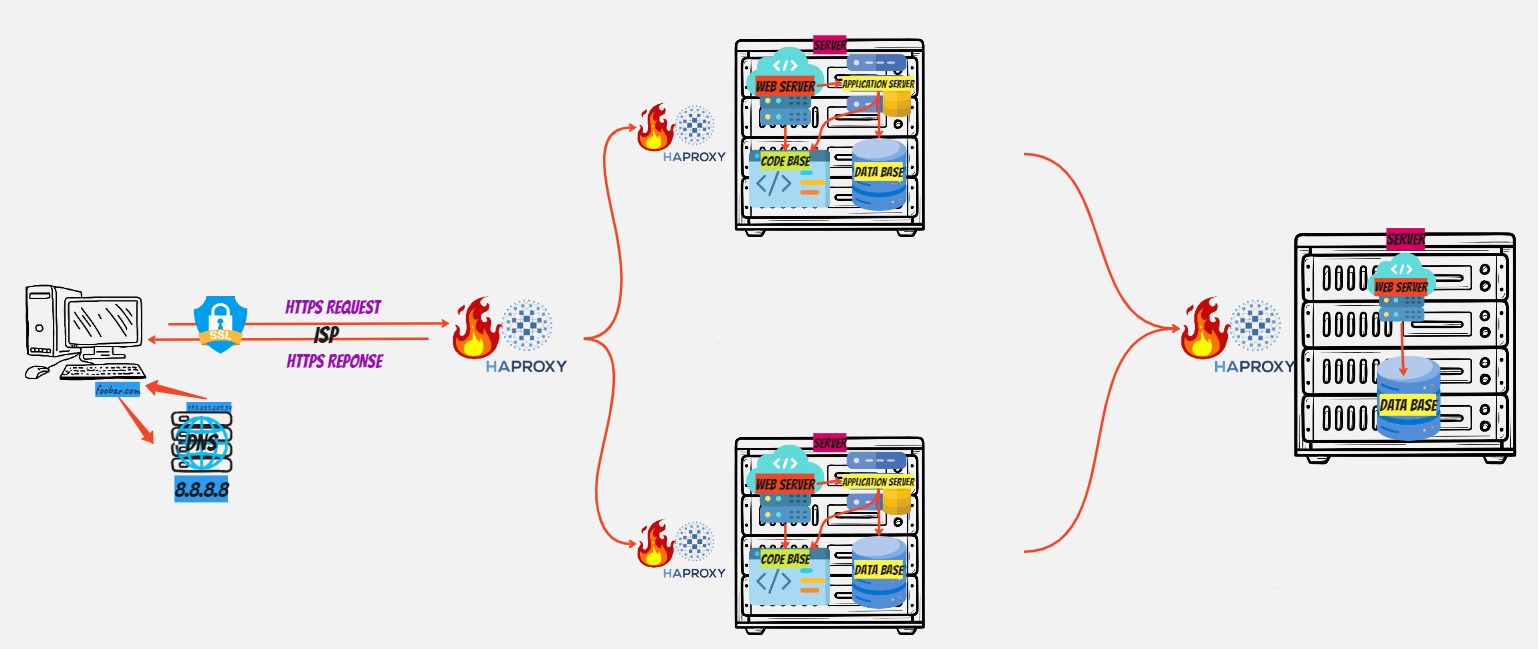 SERVER
</>
WEB SERVER
APPLICATION SERVER
CODE BASE
</>
DATA BASE
HAPROXY
SSL
HTTPS REQUEST
ISP
HTTPS REPONSE
HAPROXY
foobar.com
DNS
8.8.8.8
SERVER
</>
WEB SERVER
APPLICATION SERVER
CODE BASE
</>
DATA BASE
HAPROXY
HAPROXY
SERVER
</>
WEB SERVER
DATA BASE